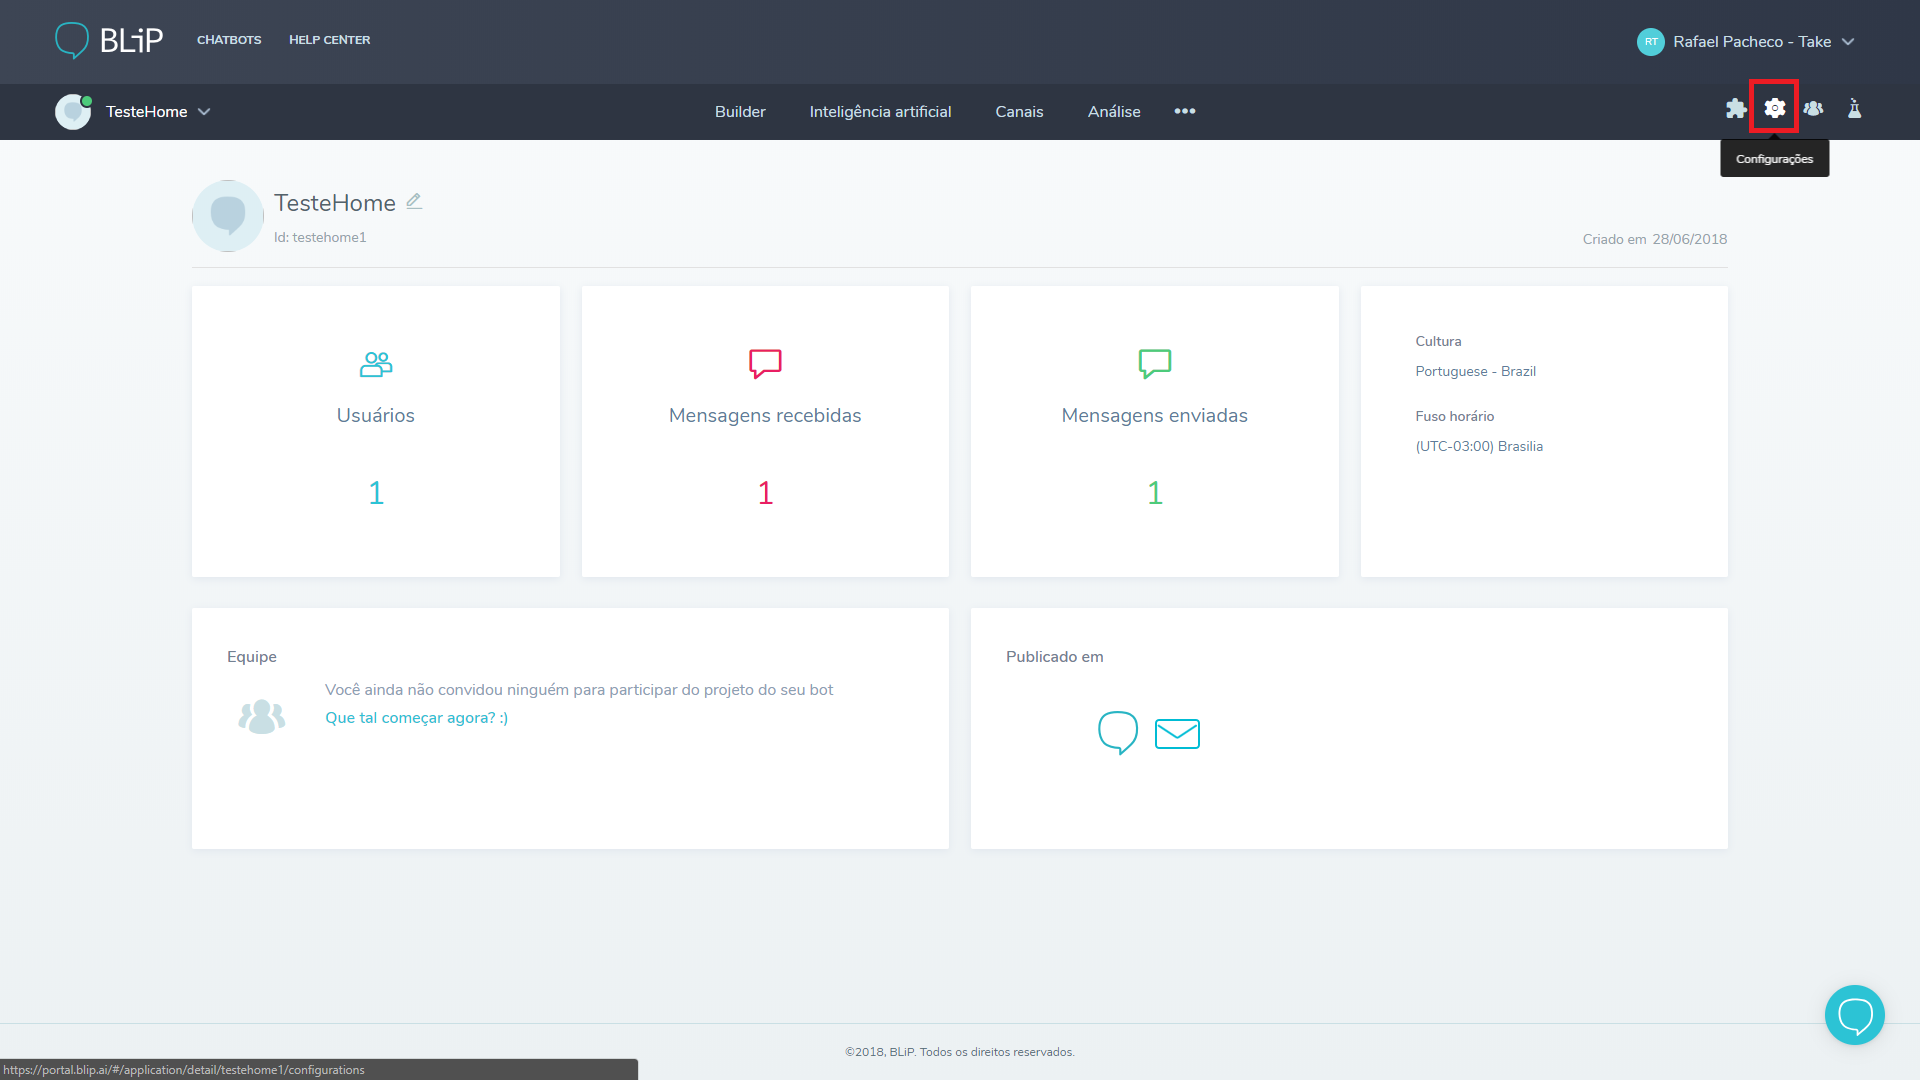 BLiP
CHATBOTS
HELP CENTER
RT
Rafael Pacheco - Take
TesteHome
Builder
Inteligência artificial
Canais
Análise
•••
Configurações
TesteHome
Id: testehome1
Criado em 28/06/2018
Usuários
1
Mensagens recebidas
1
Mensagens enviadas
1
Cultura
Portuguese - Brazil
Fuso horário
(UTC-03:00) Brasilia
Equipe
Você ainda não convidou ninguém para participar do projeto do seu bot
Que tal começar agora? :)
Publicado em
©2018, BLiP. Todos os direitos reservados.
https://portal.blip.ai/#/application/detail/testehome1/configurations